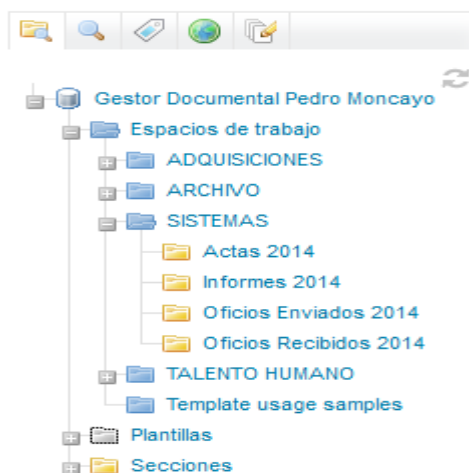 Gestor Documental Pedro Moncayo
Espacios de trabajo
ADQUISICIONES
ARCHIVO
SISTEMAS
Actas 2014
Informes 2014
Oficios Enviados 2014
Oficios Recibidos 2014
TALENTO HUMANO
Template usage samples
Plantillas
Secciones